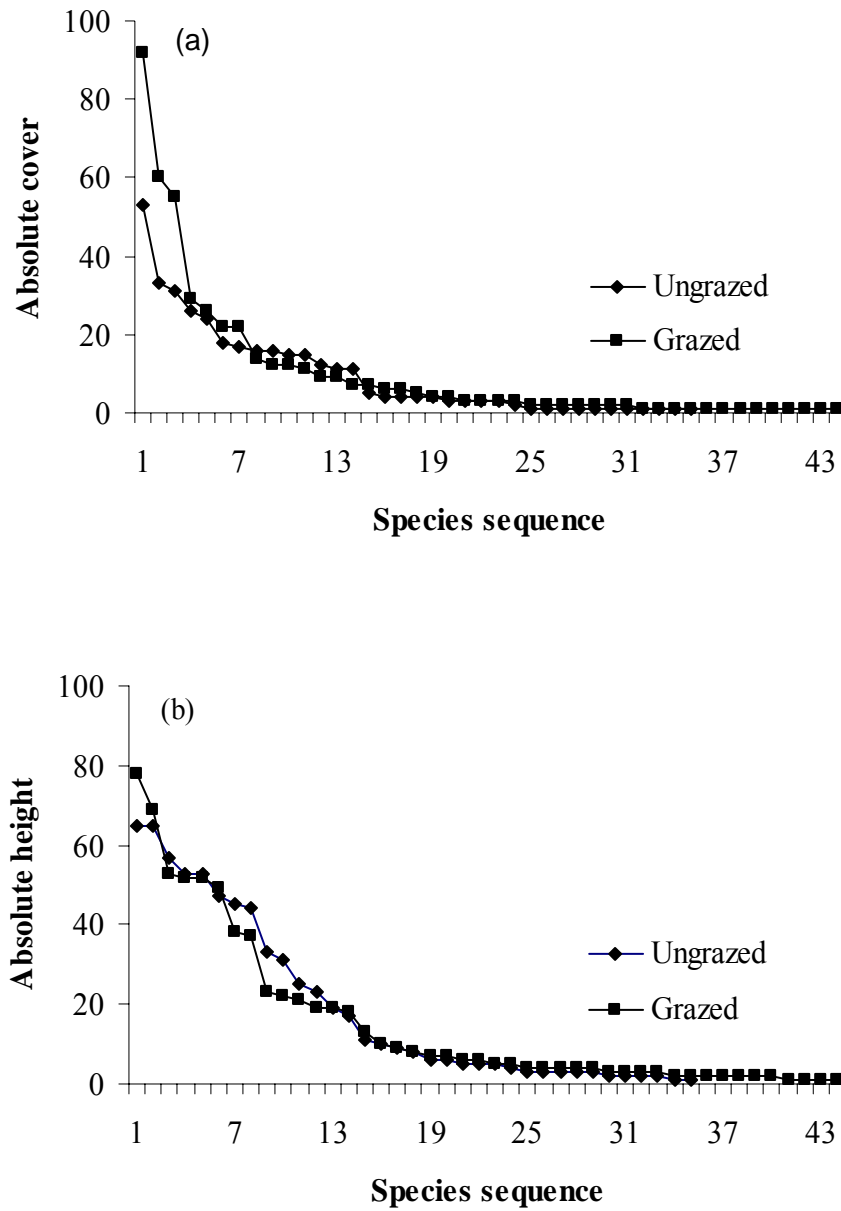 (a)
100
80
60
40
20
0
Absolute cover
Ungrazed
Grazed
1 7 13 19 25 31 37 43
Species sequence
(b)
100
80
60
40
20
0
Absolute height
Ungrazed
Grazed
1 7 13 19 25 31 37 43
Species sequence